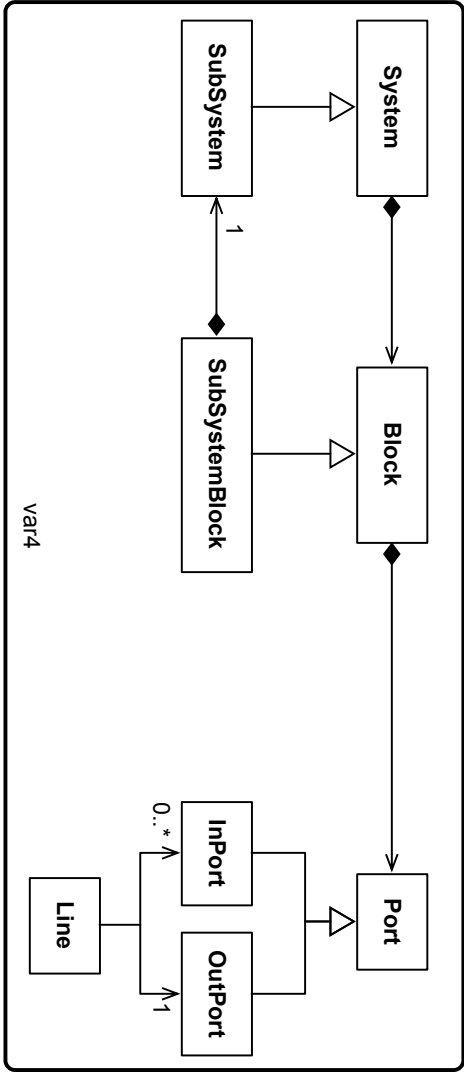 System
Block
Port
SubSystem
1
SubSystemBlock
InPort
0..*
OutPort
1
Line
var4